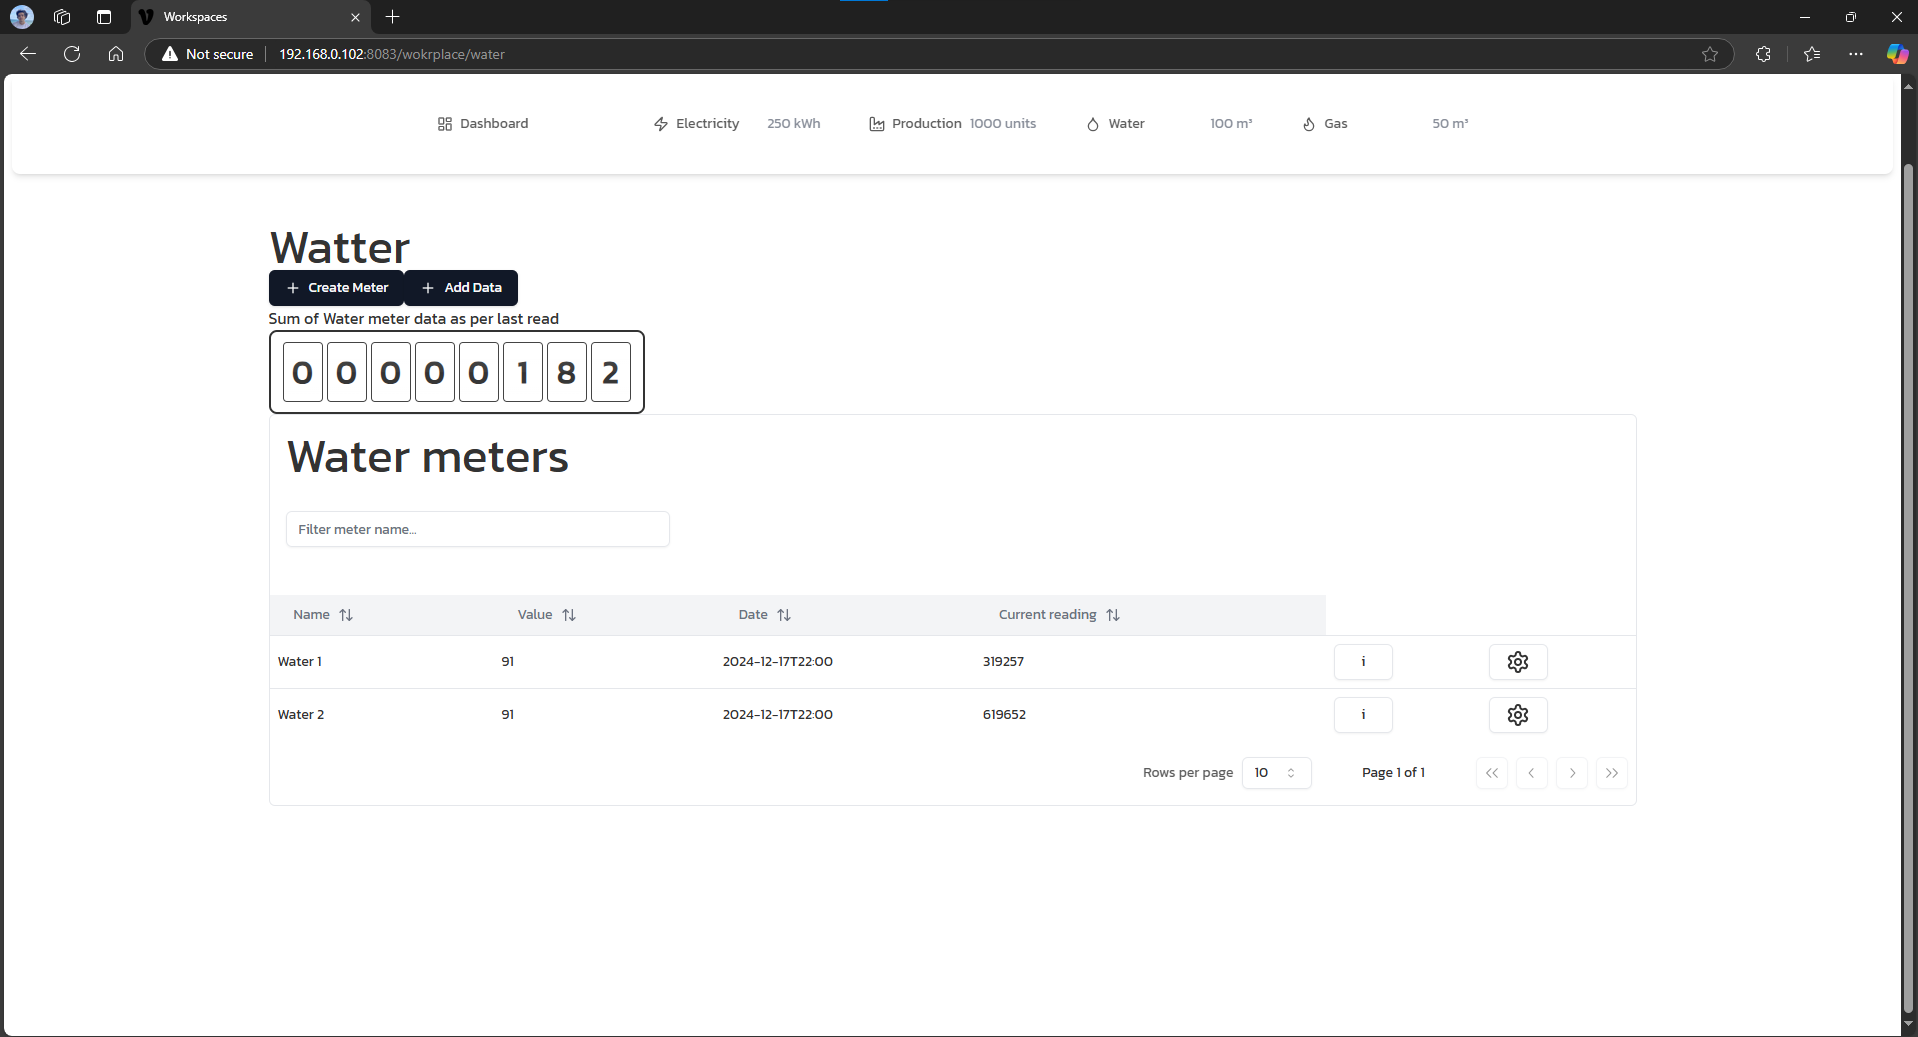 Workspaces
Not secure 192.168.0.102:8083/wokrplace/water
Dashboard Electricity 250 kWh Production 1000 units Water 100 m³ Gas 50 m³
Watter
Create Meter Add Data
Sum of Water meter data as per last read
0 0 0 0 0 1 8 2
Water meters
Filter meter name...
Name Value Date Current reading
Water 1 91 2024-12-17T22:00 319257 i
Water 2 91 2024-12-17T22:00 619652 i
Rows per page 10 Page 1 of 1